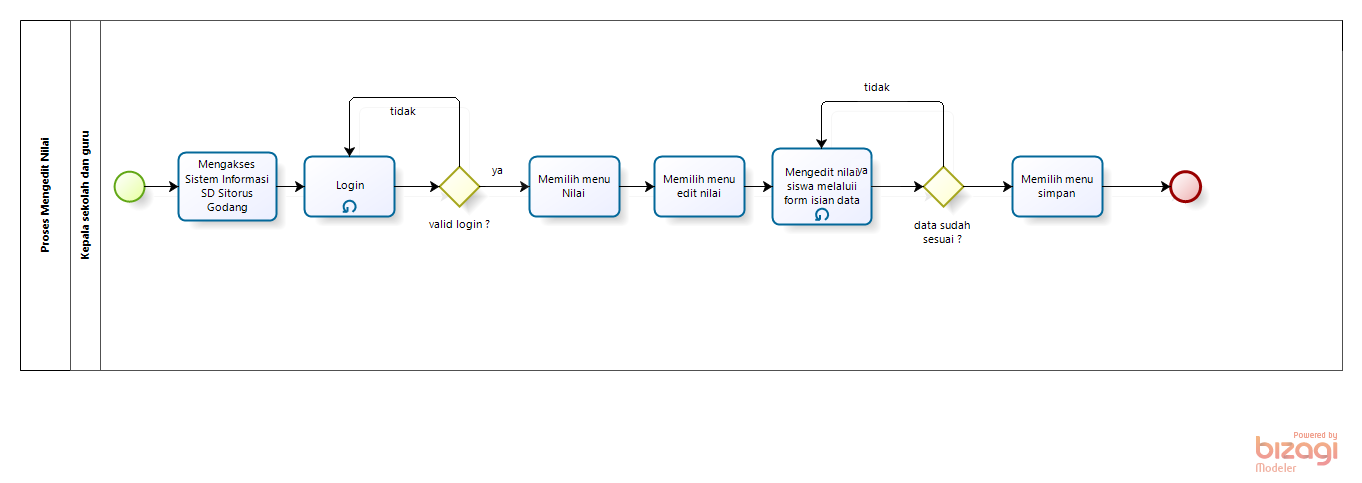 Proses Mengedit Nilai
Kepala sekolah dan guru
Mengakses
Sistem Informasi
SD Sitorus
Godang
Login
tidak
valid login ?
ya
Memilih menu
Nilai
Memilih menu
edit nilai
Mengedit nilai
siswa melaluii
form isian data
ya
tidak
data sudah
sesuai ?
Memilih menu
simpan
Powered by
bizagi
Modeler